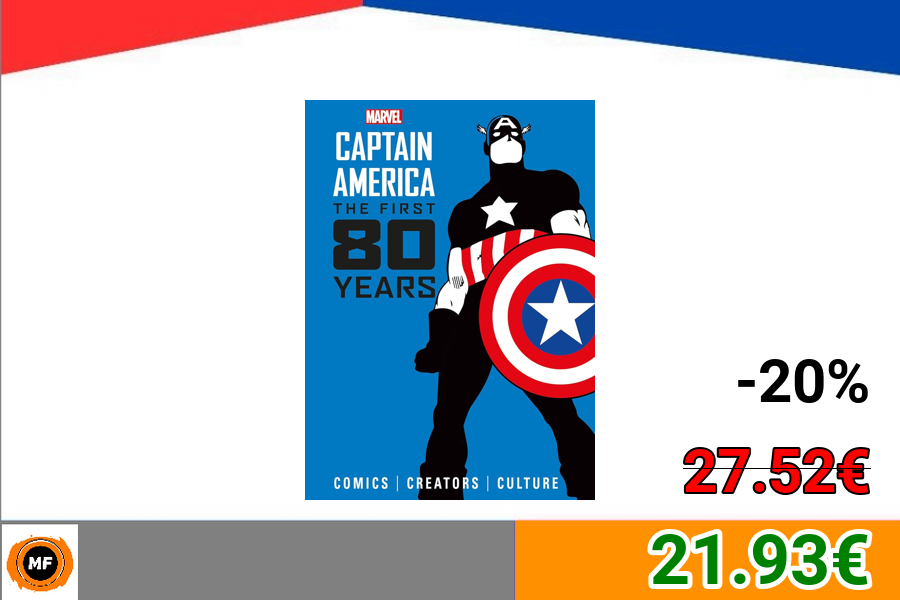 MARVEL
CAPTAIN
AMERICA
THE FIRST
80
YEARS
COMICS | CREATORS | CULTURE
-20%
27.52€
21.93€
MF